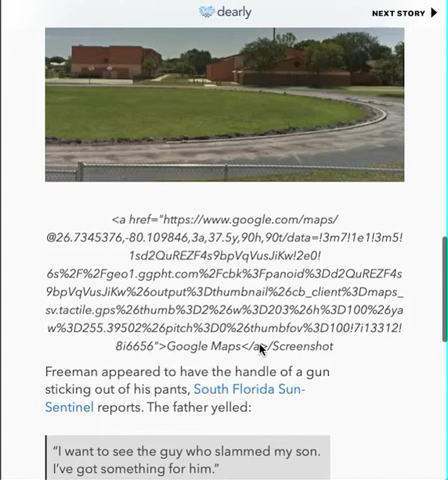 dearly
NEXT STORY
<a href="https://www.google.com/maps/
@26.7345376,-80.109846,3a,37.5y,90h,90t/data=!3m7!1e1!3m5!
1sd2QuREZF4s9bpVqVusJiKw!2e0!
6s%2F%2Fgeo1.ggpht.com%2Fcbk%3Fpanoid%3Dd2QuREZF4s
9bpVqVusJiKw%26output%3Dthumbnail%26cb_client%3Dmaps_
sv.tactile.gps%26thumb%3D2%26w%3D203%26h%3D100%26ya
w%3D255.39502%26pitch%3D0%26thumbfov%3D100!7i13312!
8i6656">Google Maps</a>/Screenshot
Freeman appeared to have the handle of a gun
sticking out of his pants, South Florida Sun-
Sentinel reports. The father yelled:
“I want to see the guy who slammed my son.
I’ve got something for him.”